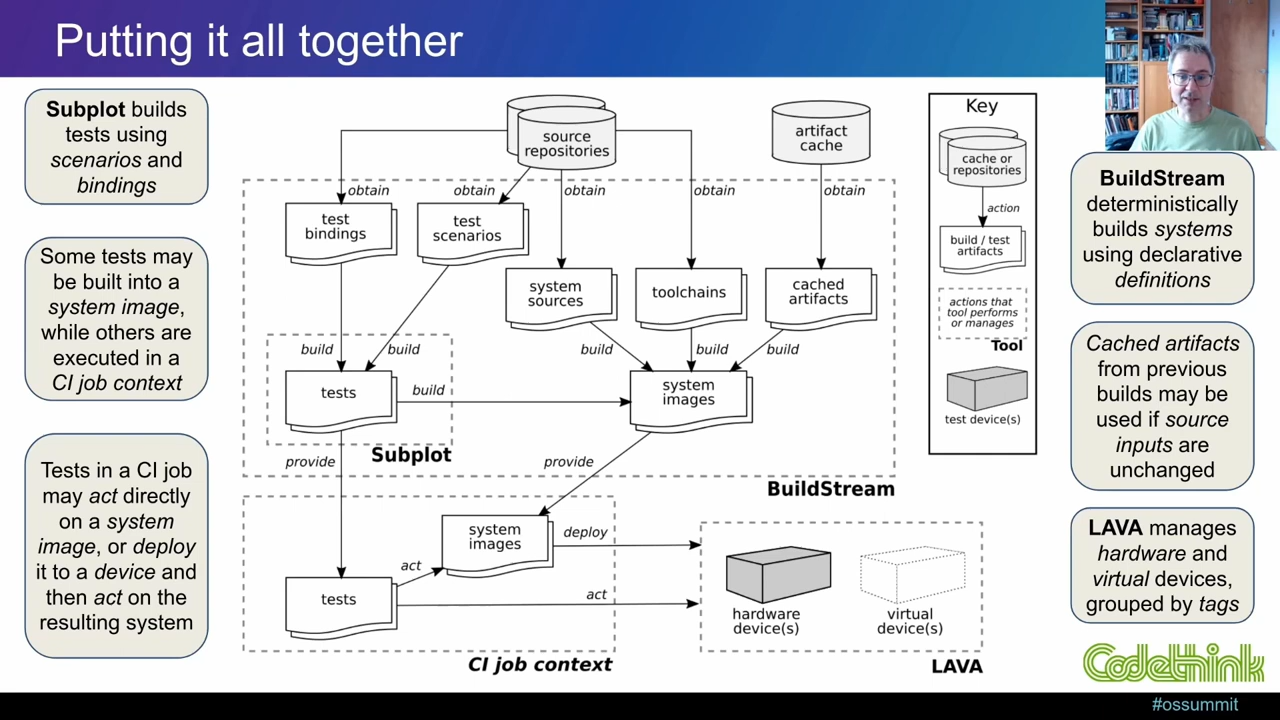 Putting it all together
Subplot builds
tests using
scenarios and
bindings
Some tests may
be built into a
system image,
while others are
executed in a
CI job context
Tests in a CI job
may act directly
on a system
image, or deploy
it to a device and
then act on the
resulting system
source
repositories
artifact
cache
obtain
obtain
obtain
obtain
obtain
test
bindings
test
scenarios
system
sources
toolchains
cached
artifacts
build
build
build
build
build
tests
build
system
images
Subplot
provide
provide
BuildStream
system
images
deploy
act
tests
act
hardware
device(s)
virtual
device(s)
CI job context
LAVA
Key
cache or
repositories
action
build / test
artifacts
actions that
tool performs
or manages
Tool
test device(s)
BuildStream
deterministically
builds systems
using declarative
definitions
Cached artifacts
from previous
builds may be
used if source
inputs are
unchanged
LAVA manages
hardware and
virtual devices,
grouped by tags
Codethink
#ossummit